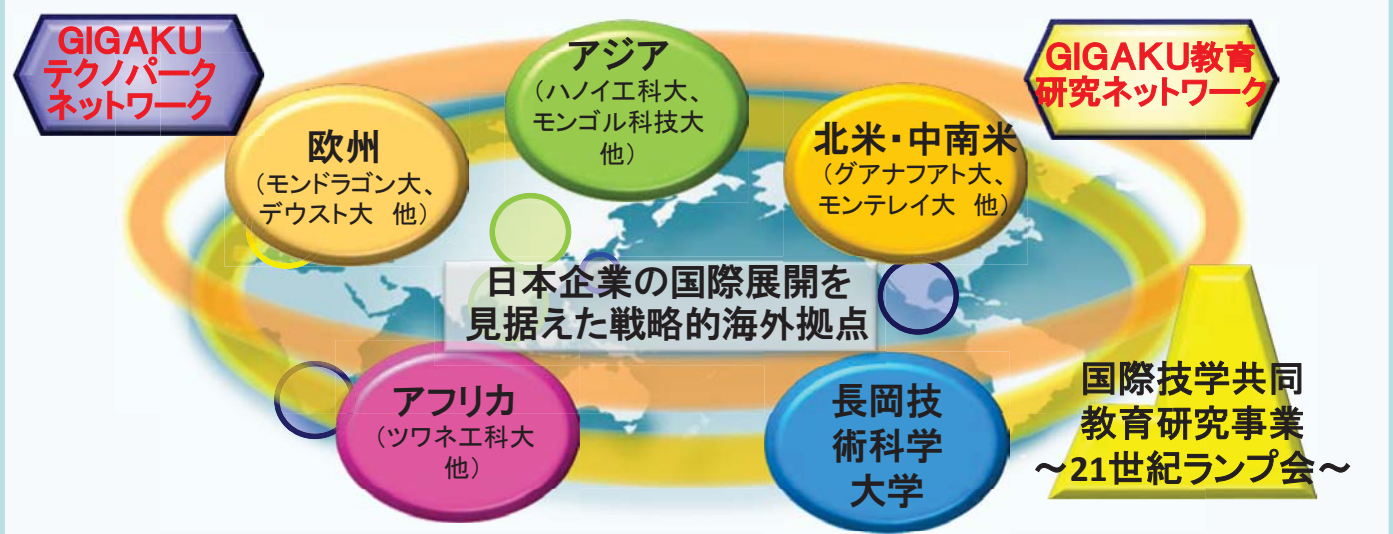 GIGAKU
テクノパーク
ネットワーク
アジア
（ハノイ工科大、
モンゴル科技大
他）
GIGAKU教育
研究ネットワーク
欧州
（モンドラゴン大、
デウスト大　他）
北米・中南米
（グアナフアト大、
モンテレイ大　他）
日本企業の国際展開を
見据えた戦略的海外拠点
アフリカ
（ツワネ工科大
他）
長岡技
術科学
大学
国際技学共同
教育研究事業
～21世紀ランプ会～